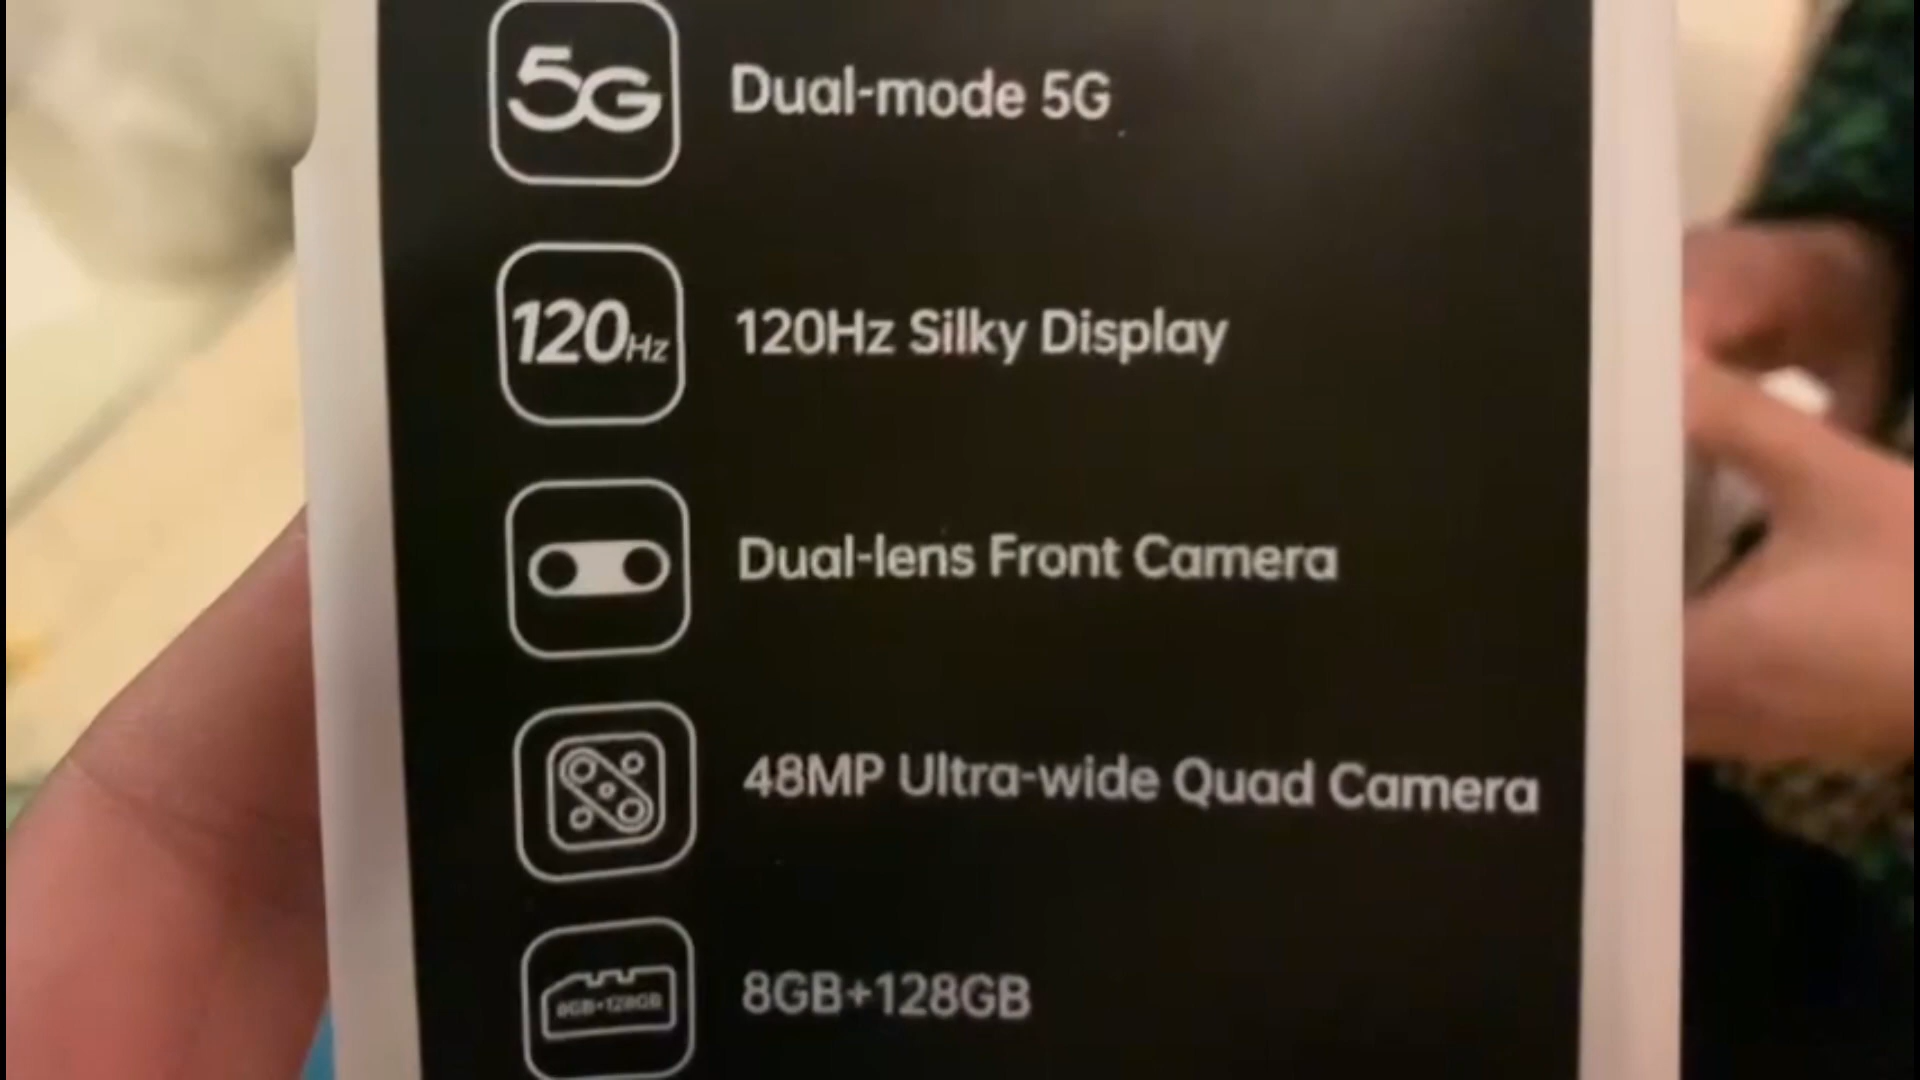 5G
Dual-mode 5G
120Hz
120Hz Silky Display
Dual-lens Front Camera
48MP Ultra-wide Quad Camera
8GB+128GB
8GB+128GB